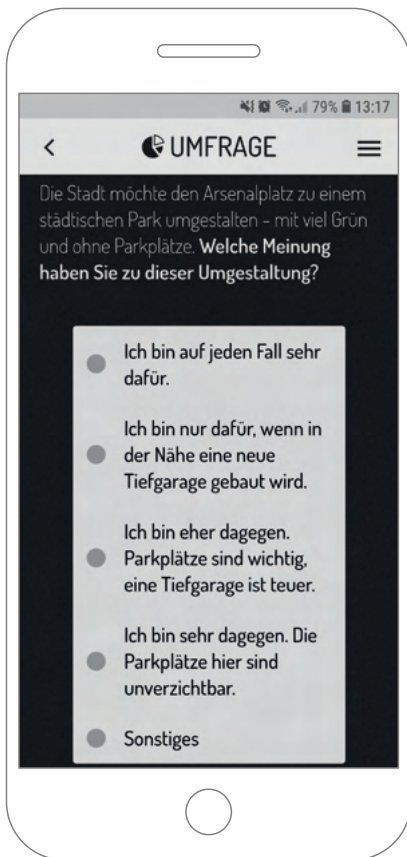 79% 13:17
UMFRAGE
Die Stadt möchte den Arsenalplatz zu einem
städtischen Park umgestalten – mit viel Grün
und ohne Parkplätze. Welche Meinung
haben Sie zu dieser Umgestaltung?
Ich bin auf jeden Fall sehr
dafür.
Ich bin nur dafür, wenn in
der Nähe eine neue
Tiefgarage gebaut wird.
Ich bin eher dagegen.
Parkplätze sind wichtig,
eine Tiefgarage ist teuer.
Ich bin sehr dagegen. Die
Parkplätze hier sind
unverzichtbar.
Sonstiges